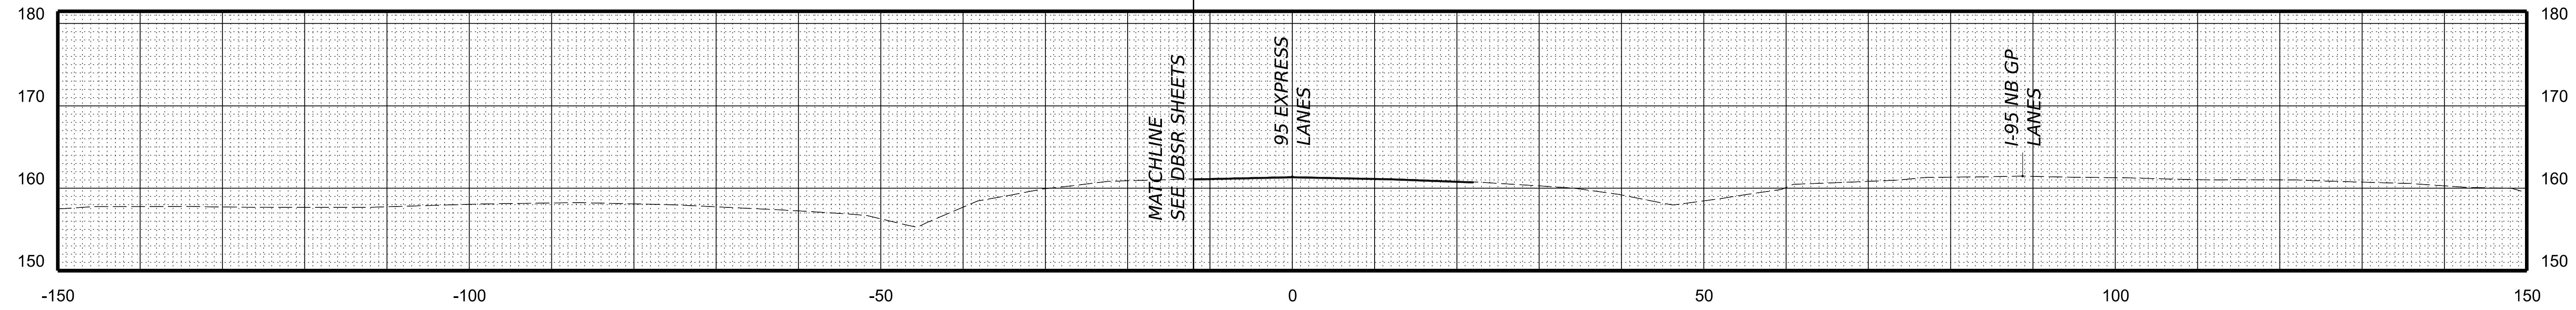 180
170
160
150
MATCHLINE
SEE DBSR SHEETS
95 EXPRESS
LANES
I-95 NB GP
LANES
180
170
160
150
-150 -100 -50 0 50 100 150